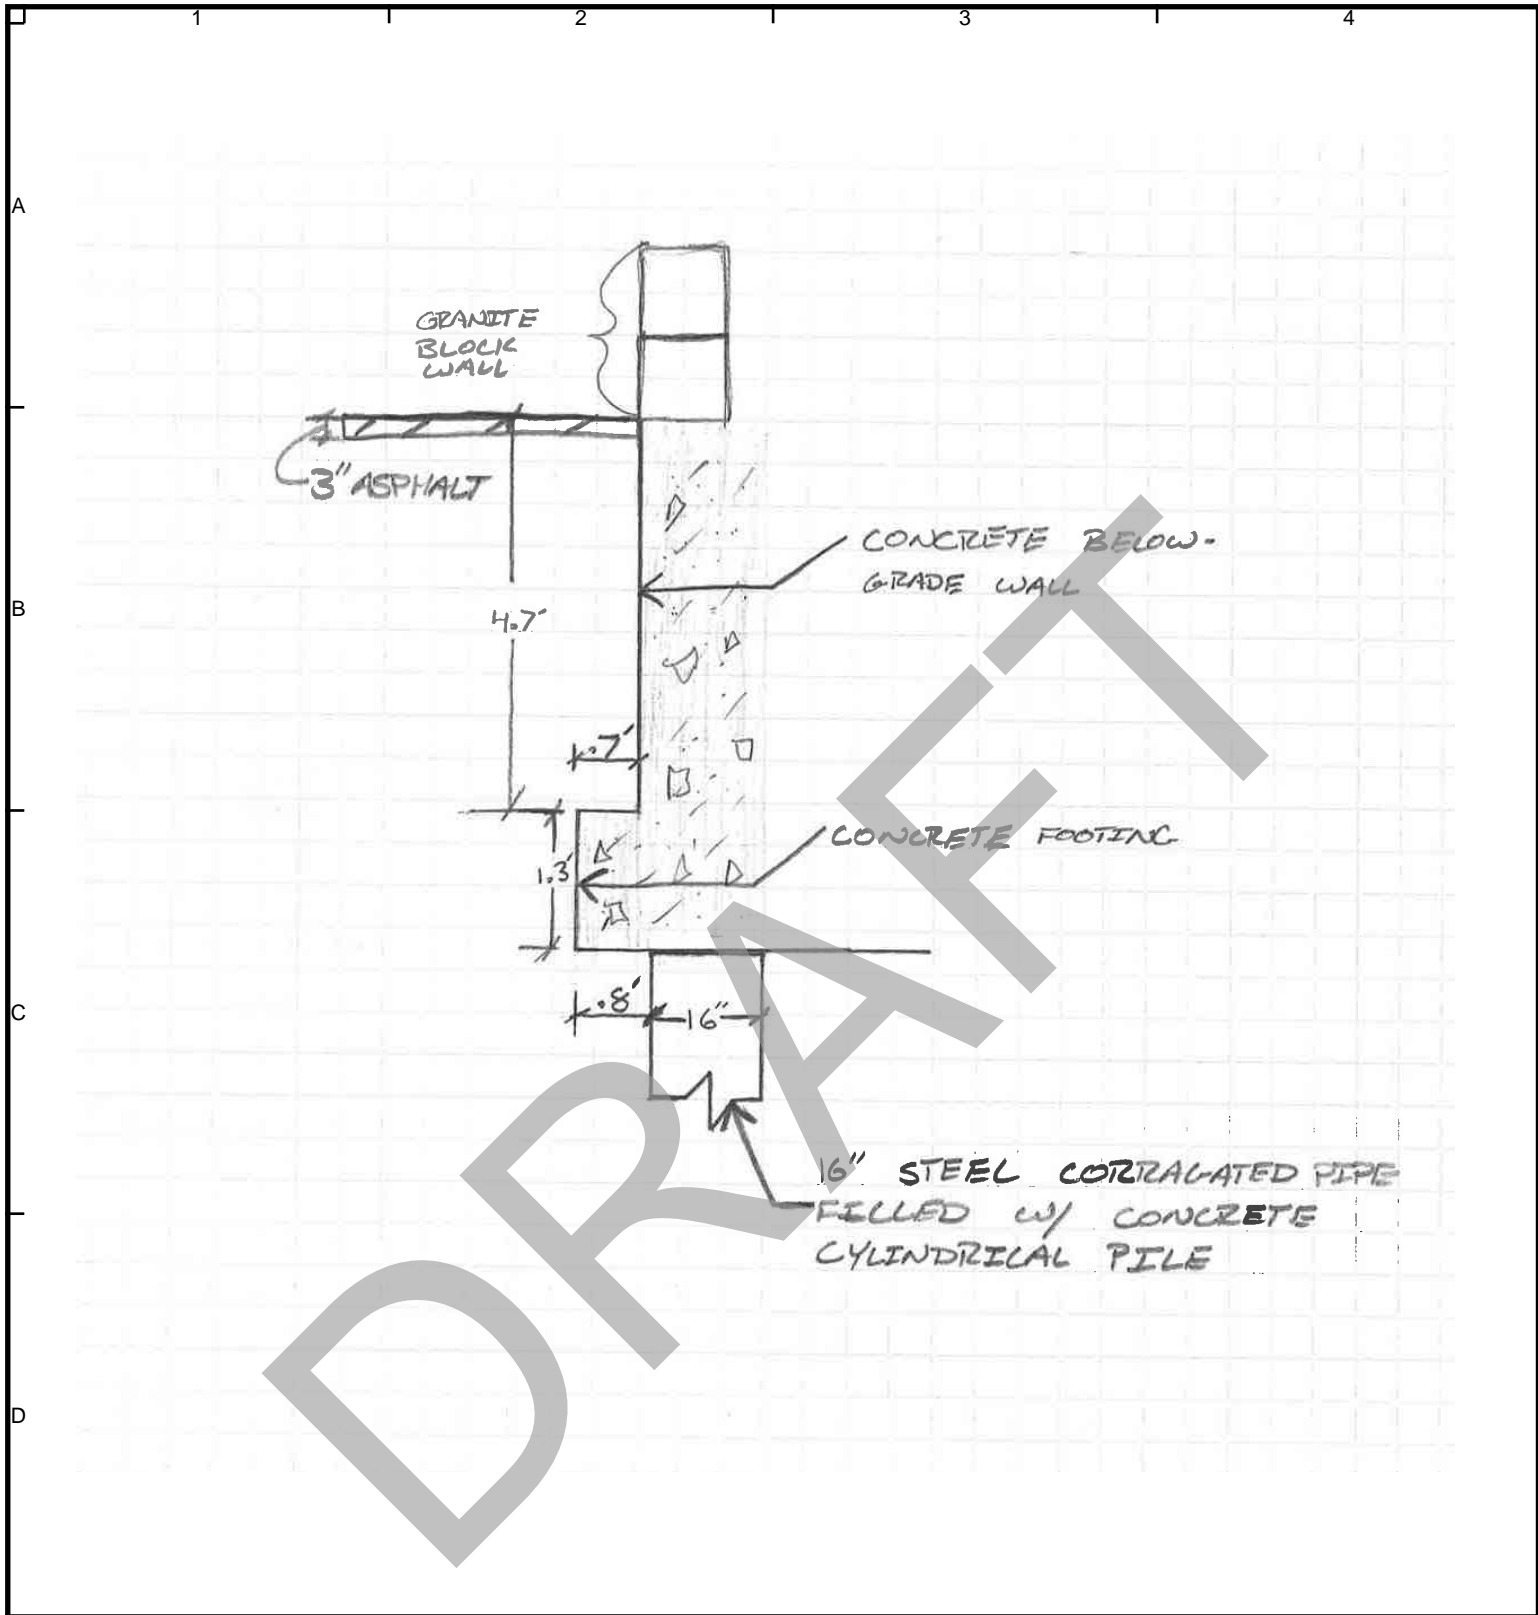 1 2 3 4
A
GRANITE
BLOCK
WALL
3" ASPHALT
CONCRETE BELOW-
GRADE WALL
B
4.7'
.7'
CONCRETE FOOTING
1.3'
C
.8'
16"
16" STEEL CORRAGATED PIPE
FILLED W/ CONCRETE
CYLINDRICAL PILE
D
DRAFT